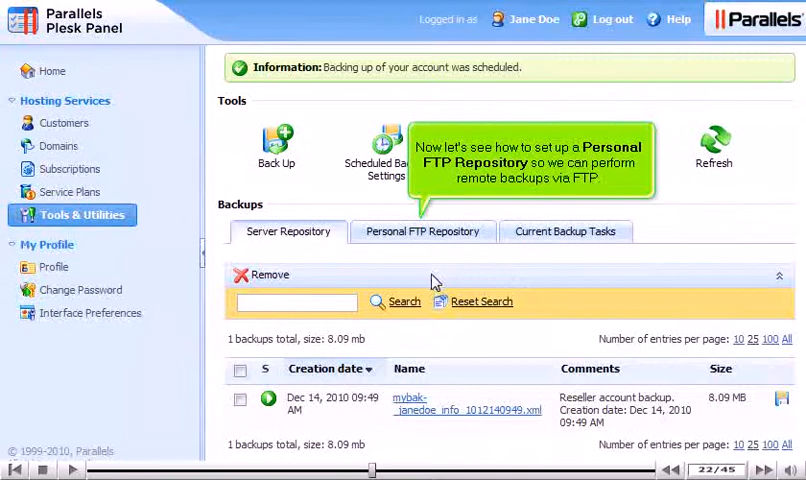 Parallels
Plesk Panel
Logged in as Jane Doe Log out Help
Parallels
Home
Hosting Services
Customers
Domains
Subscriptions
Service Plans
Tools & Utilities
My Profile
Profile
Change Password
Interface Preferences
© 1999-2010, Parallels
Information: Backing up of your account was scheduled.
Tools
Back Up
Scheduled Ba
Settings
Refresh
Now let's see how to set up a Personal
FTP Repository so we can perform
remote backups via FTP.
Backups
Server Repository Personal FTP Repository Current Backup Tasks
Remove
Search Reset Search
1 backups total, size: 8.09 mb Number of entries per page: 10 25 100 All
S Creation date Name Comments Size
Dec 14, 2010 09:49
AM
mybak-
_janedoe_info_1012140949.xml
Reseller account backup.
Creation date: Dec 14, 2010
09:49 AM
8.09 MB
1 backups total, size: 8.09 mb Number of entries per page: 10 25 100 All
22/45